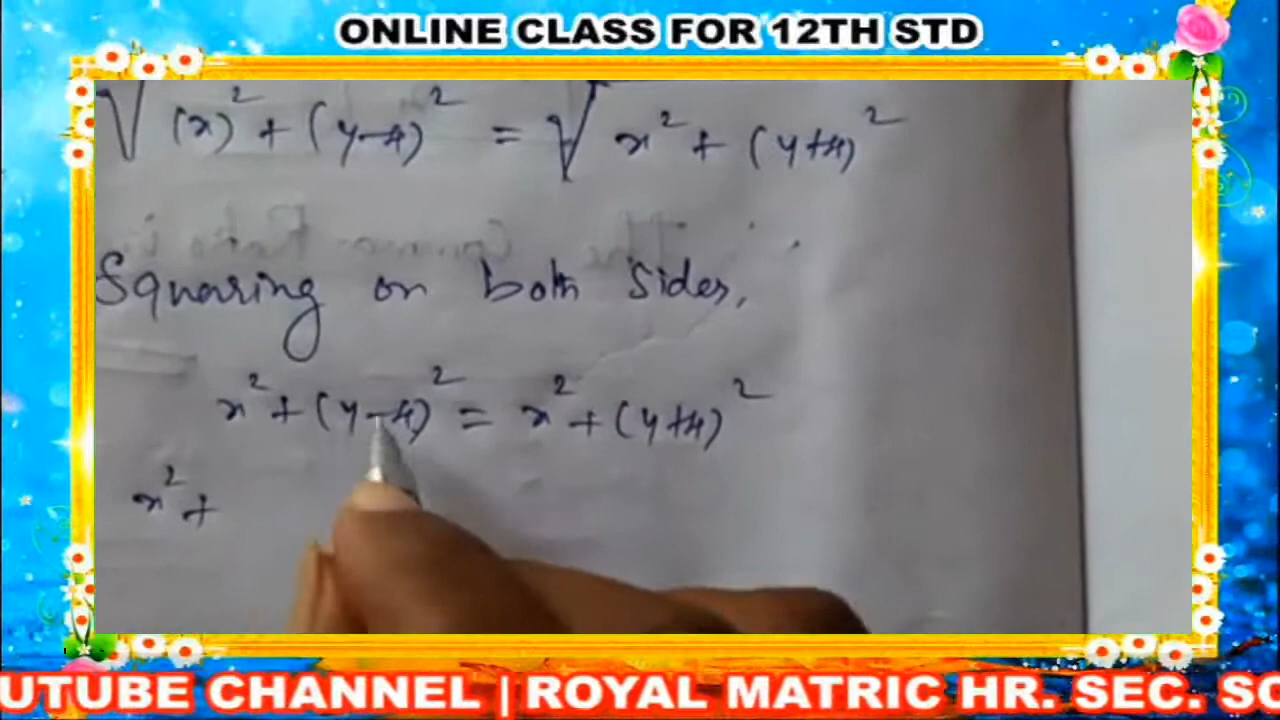 ONLINE CLASS FOR 12TH STD
√(x)² + (y-4)² = √x² + (y+4)²
Squaring on both sides,
x² + (y-4)² = x² + (y+4)²
x² +
UTUBE CHANNEL | ROYAL MATRIC HR. SEC. SC